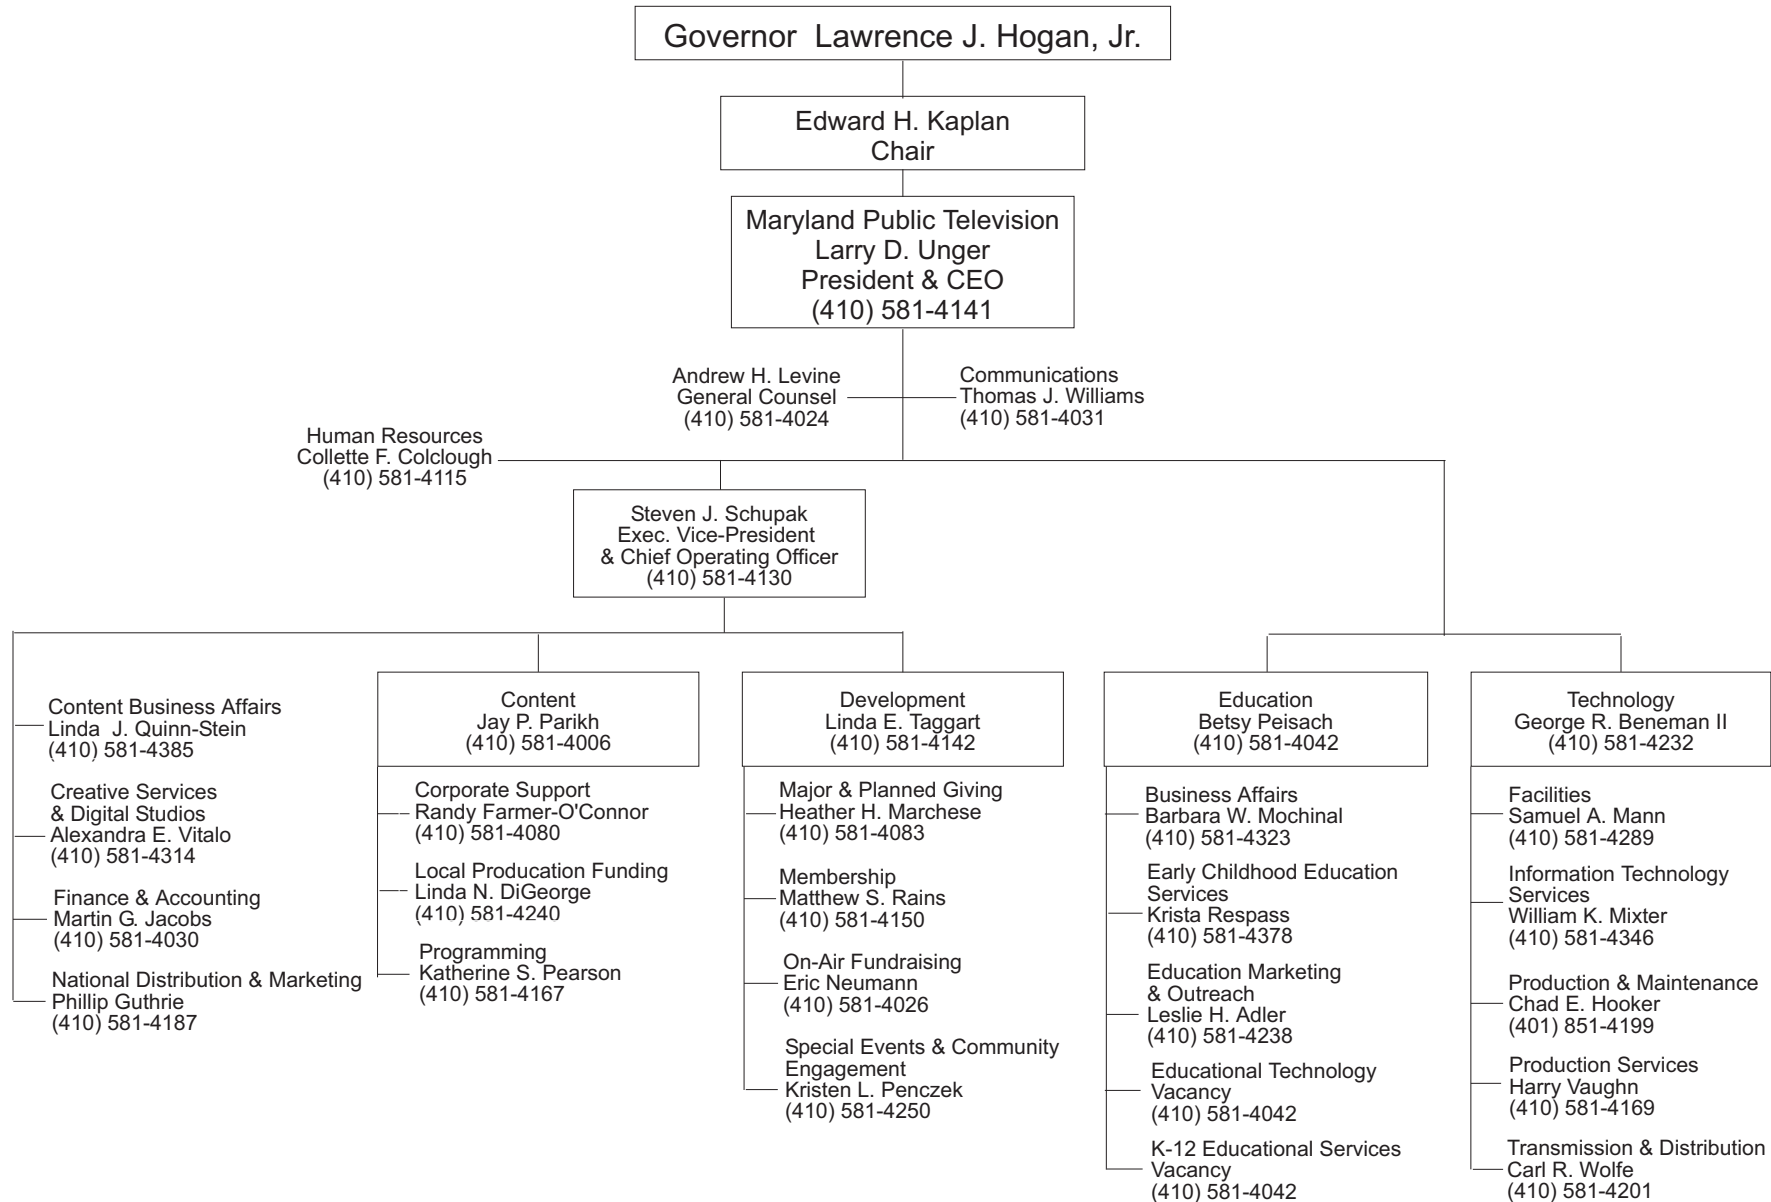 Governor Lawrence J. Hogan, Jr.
Edward H. Kaplan
Chair
Maryland Public Television
Larry D. Unger
President & CEO
(410) 581-4141
Andrew H. Levine
General Counsel
(410) 581-4024
Communications
Thomas J. Williams
(410) 581-4031
Human Resources
Collette F. Colclough
(410) 581-4115
Steven J. Schupak
Exec. Vice-President
& Chief Operating Officer
(410) 581-4130
Content Business Affairs
Linda J. Quinn-Stein
(410) 581-4385
Creative Services
& Digital Studios
Alexandra E. Vitalo
(410) 581-4314
Finance & Accounting
Martin G. Jacobs
(410) 581-4030
National Distribution & Marketing
Phillip Guthrie
(410) 581-4187
Content
Jay P. Parikh
(410) 581-4006
Corporate Support
Randy Farmer-O'Connor
(410) 581-4080
Local Production Funding
Linda N. DiGeorge
(410) 581-4240
Programming
Katherine S. Pearson
(410) 581-4167
Development
Linda E. Taggart
(410) 581-4142
Major & Planned Giving
Heather H. Marchese
(410) 581-4083
Membership
Matthew S. Rains
(410) 581-4150
On-Air Fundraising
Eric Neumann
(410) 581-4026
Special Events & Community
Engagement
Kristen L. Penczek
(410) 581-4250
Education
Betsy Peisach
(410) 581-4042
Business Affairs
Barbara W. Mochinal
(410) 581-4323
Early Childhood Education
Services
Krista Respass
(410) 581-4378
Education Marketing
& Outreach
Leslie H. Adler
(410) 581-4238
Educational Technology
Vacancy
(410) 581-4042
K-12 Educational Services
Vacancy
(410) 581-4042
Technology
George R. Beneman II
(410) 581-4232
Facilities
Samuel A. Mann
(410) 581-4289
Information Technology
Services
William K. Mixter
(410) 581-4346
Production & Maintenance
Chad E. Hooker
(401) 851-4199
Production Services
Harry Vaughn
(410) 581-4169
Transmission & Distribution
Carl R. Wolfe
(410) 581-4201